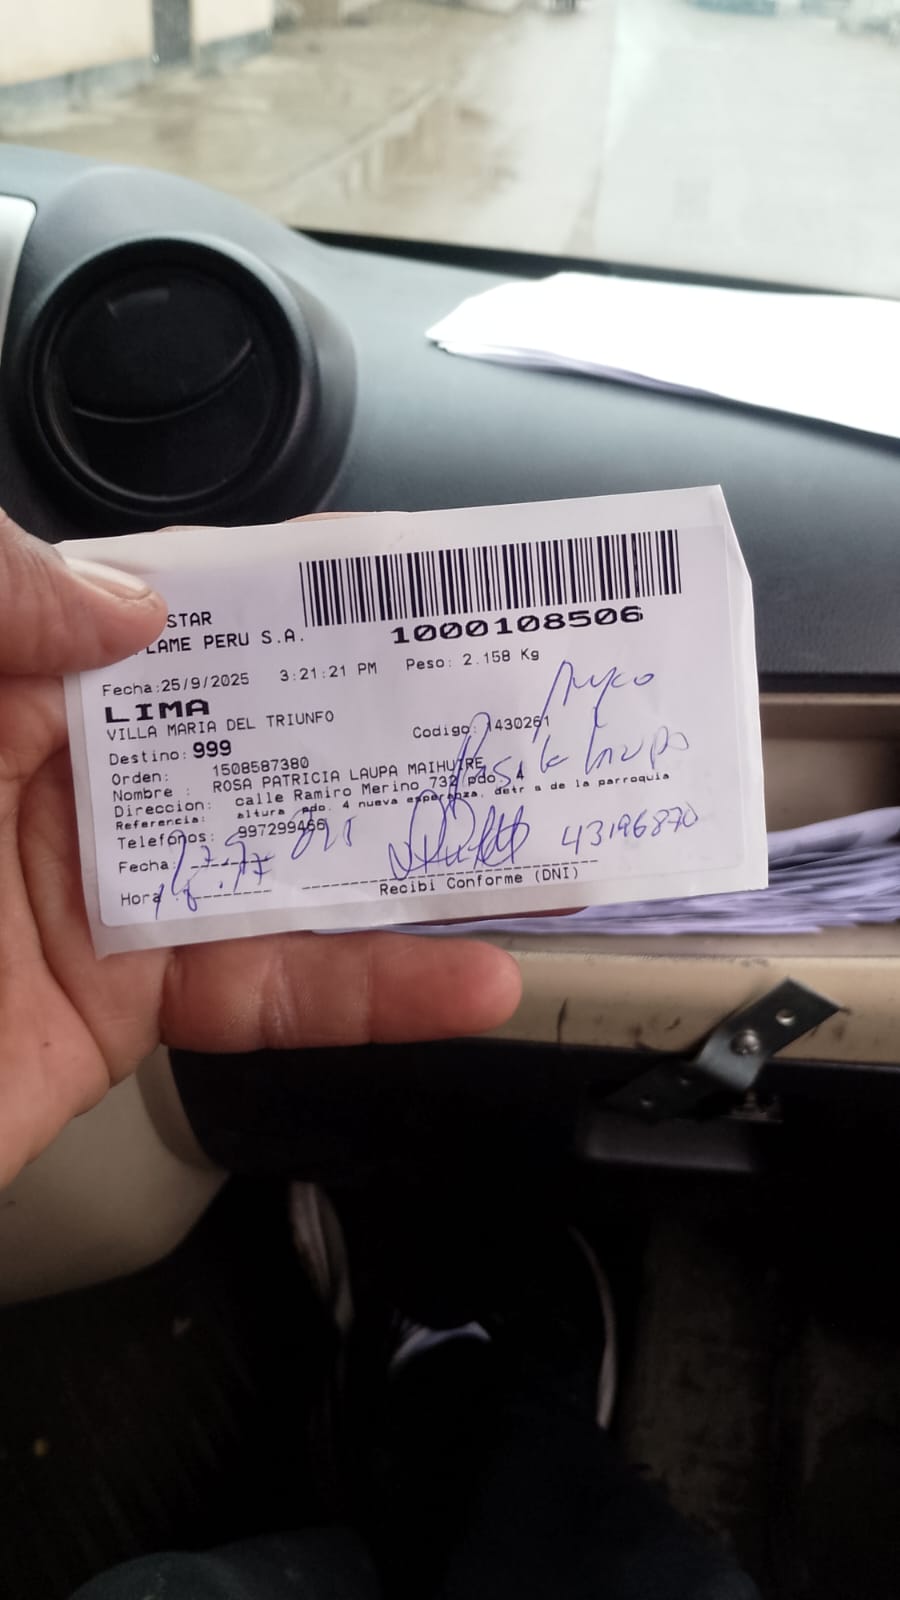 STAR
LAME PERU S.A.
1000108506
Fecha:25/9/2025 3:21:21 PM Peso: 2.158 Kg
LIMA
VILLA MARIA DEL TRIUNFO
Codigo: 1430261
Destino: 999
Orden: 1508587380
Nombre : ROSA PATRICIA LAUPA MAIHUIRE
Direccion: calle Ramiro Merino 732 pdo. 4
Referencia: altura pdo. 4 nueva esperanza, detr s de la parroquia
Telefonos: 997299466
Fecha:
43196870
Hora
Recibi Conforme (DNI)